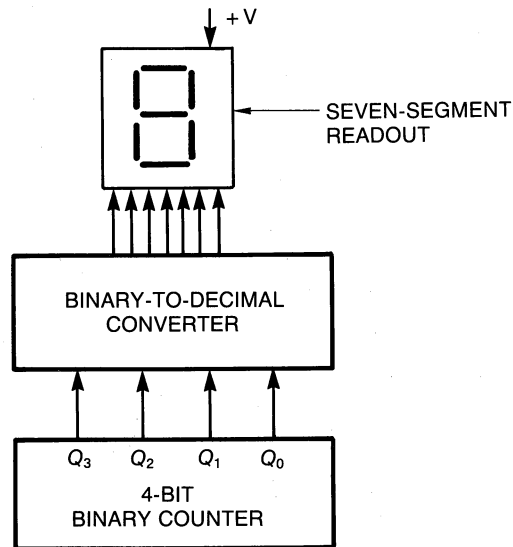 + V
SEVEN-SEGMENT
READOUT
BINARY-TO-DECIMAL
CONVERTER
Q3 Q2 Q1 Q0
4-BIT
BINARY COUNTER